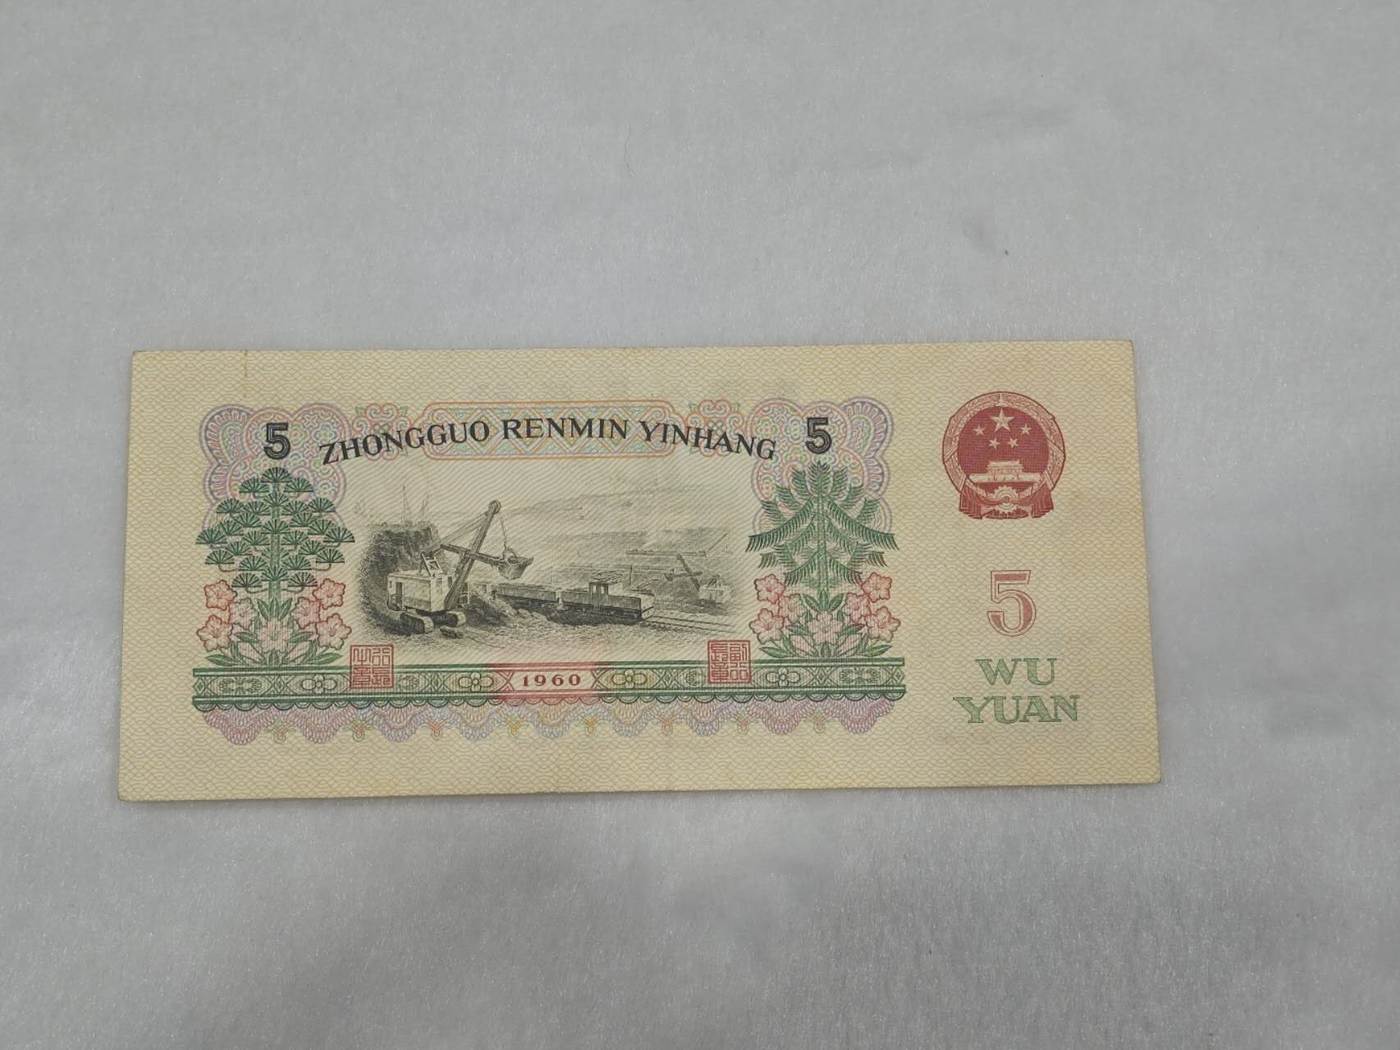 5 ZHONGGUO RENMIN YINHANG 5
5
WU
YUAN
1960